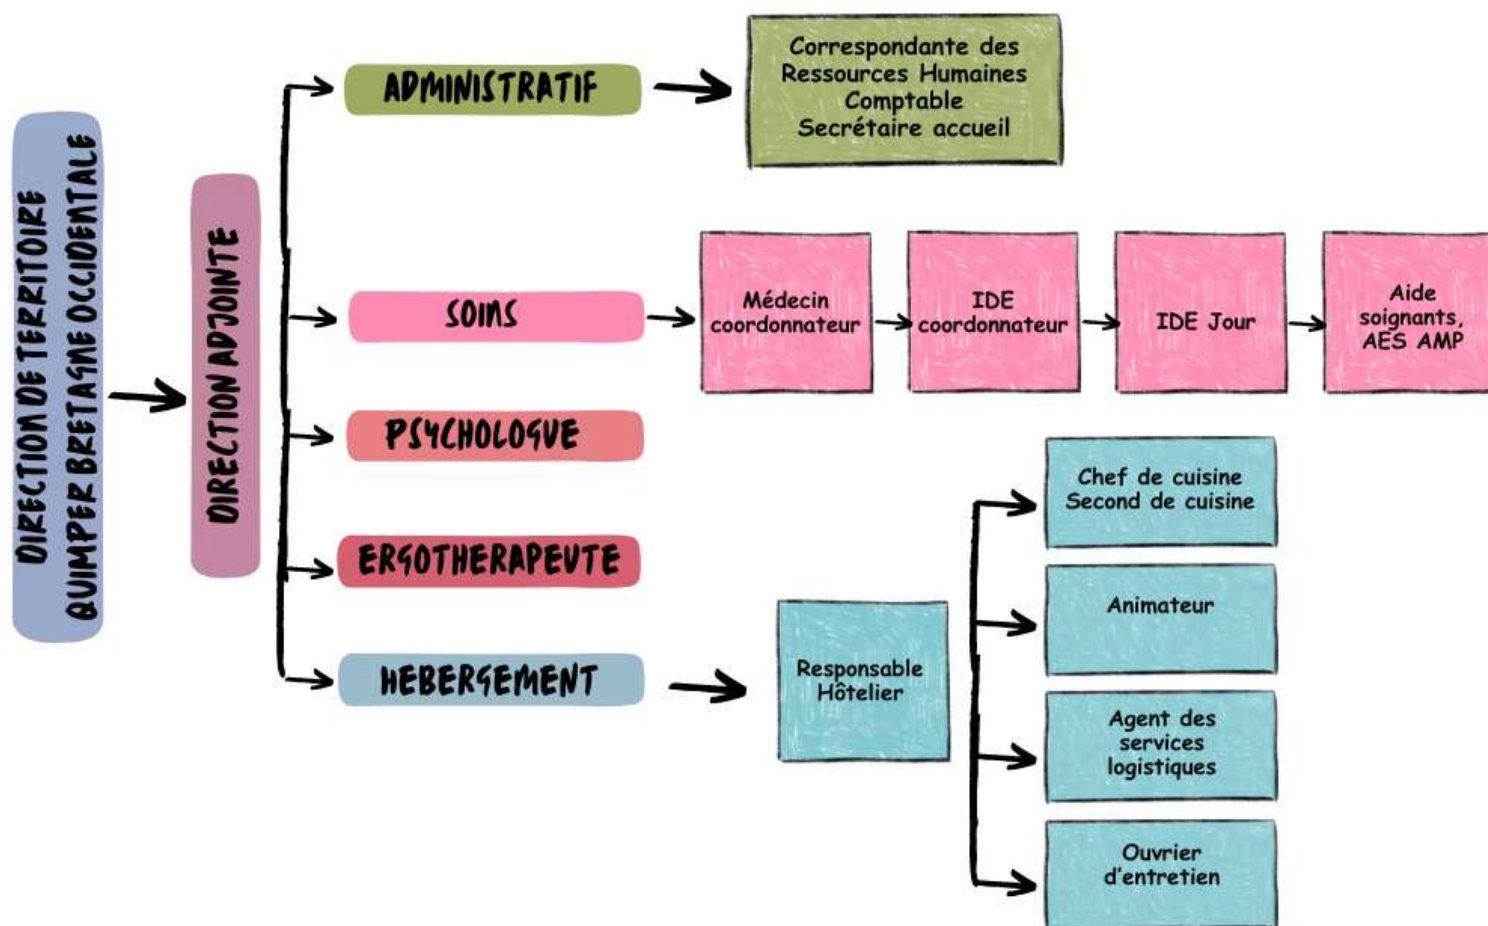 DIRECTION DE TERRITOIRE
QUIMPER BRETAGNE OCCIDENTALE
DIRECTION ADJOINTE
ADMINISTRATIF
Correspondante des
Ressources Humaines
Comptable
Secrétaire accueil
SOINS
Médecin
coordonnateur
IDE
coordonnateur
IDE Jour
Aide
soignants,
AES AMP
PSYCHOLOGUE
ERGOTHERAPEUTE
HEBERGEMENT
Responsable
Hôtelier
Chef de cuisine
Second de cuisine
Animateur
Agent des
services
logistiques
Ouvrier
d'entretien